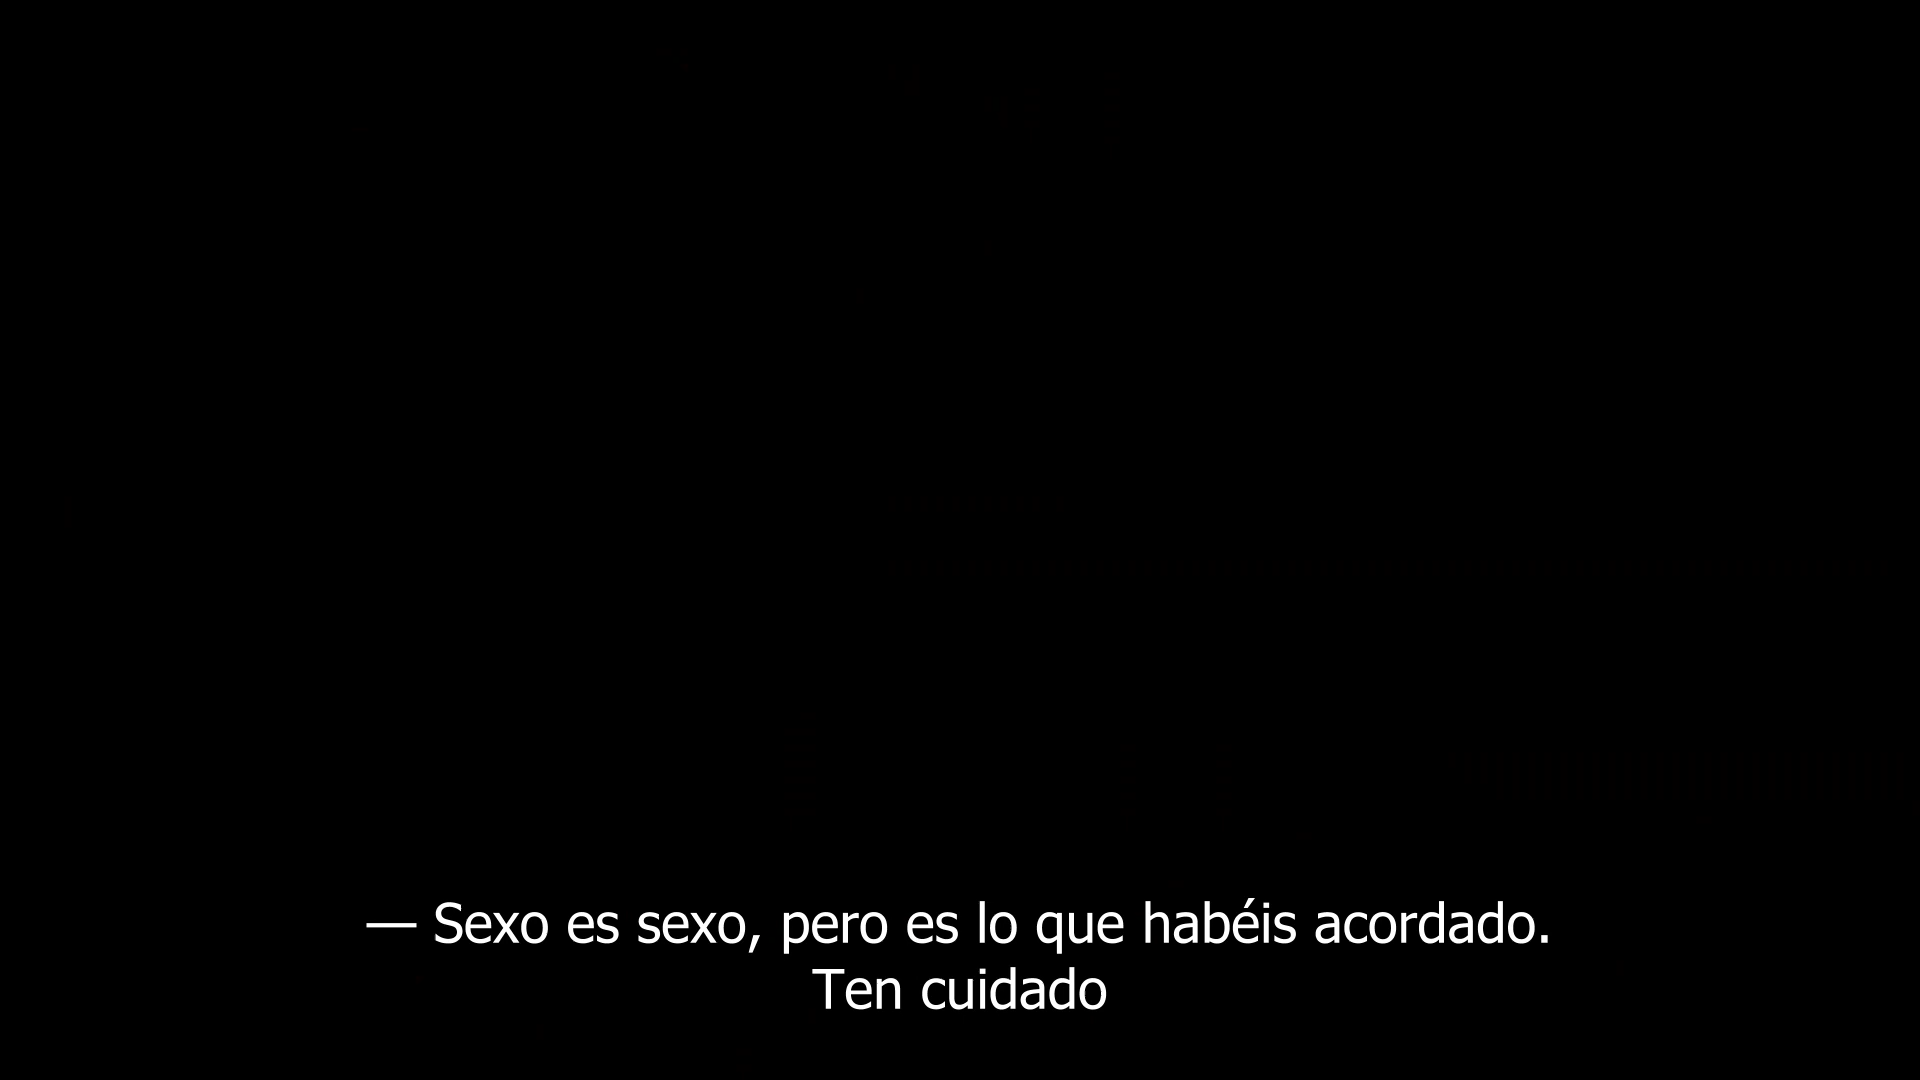 — Sexo es sexo, pero es lo que habéis acordado.
Ten cuidado